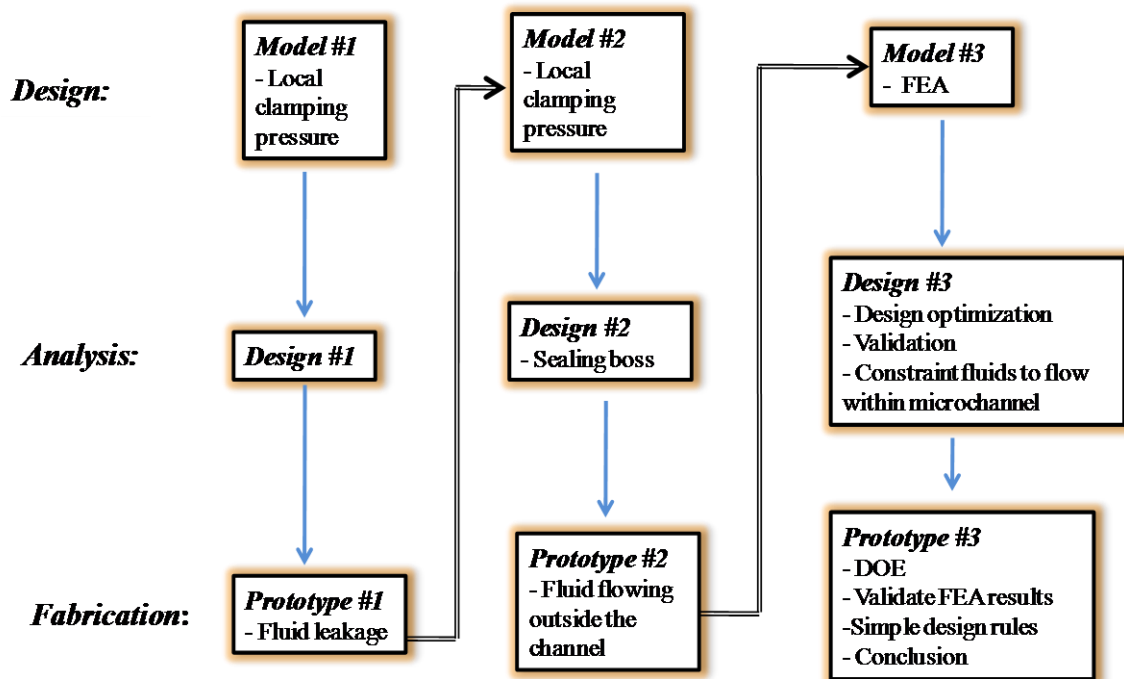 Design:
Model #1
- Local
clamping
pressure
Model #2
- Local
clamping
pressure
Model #3
- FEA
Analysis:
Design #1
Design #2
- Sealing boss
Design #3
- Design optimization
- Validation
- Constraint fluids to flow
within microchannel
Fabrication:
Prototype #1
- Fluid leakage
Prototype #2
- Fluid flowing
outside the
channel
Prototype #3
- DOE
- Validate FEA results
-Simple design rules
- Conclusion